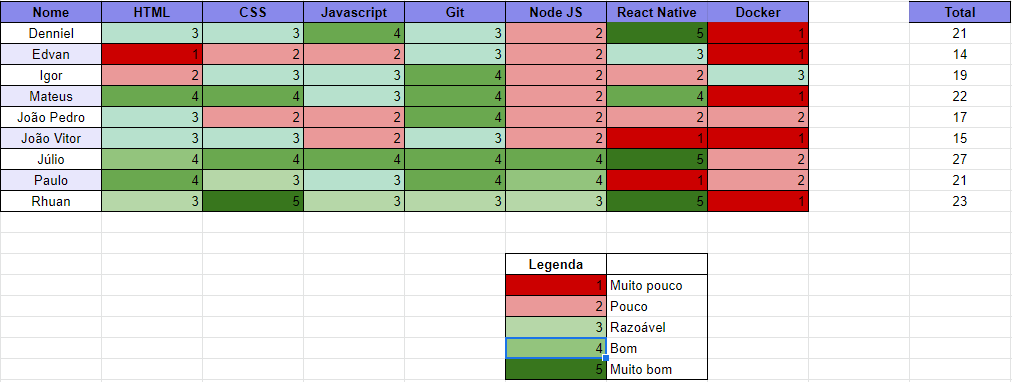 Nome HTML CSS Javascript Git Node JS React Native Docker Total
Denniel 3 3 4 3 2 5 1 21
Edvan 1 2 2 3 2 3 1 14
Igor 2 3 3 4 2 2 3 19
Mateus 4 4 3 4 2 4 1 22
João Pedro 3 2 2 4 2 2 2 17
João Vitor 3 3 2 3 2 1 1 15
Júlio 4 4 4 4 4 5 2 27
Paulo 4 3 3 4 4 1 2 21
Rhuan 3 5 3 3 3 5 1 23
Legenda
1 Muito pouco
2 Pouco
3 Razoável
4 Bom
5 Muito bom